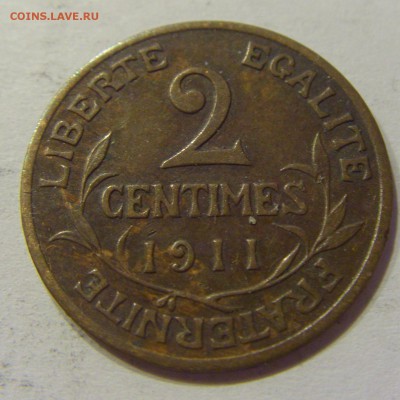 COINS.LAVE.RU
LIBERTE EGALITE
2
CENTIMES
1911
FRATERNITE